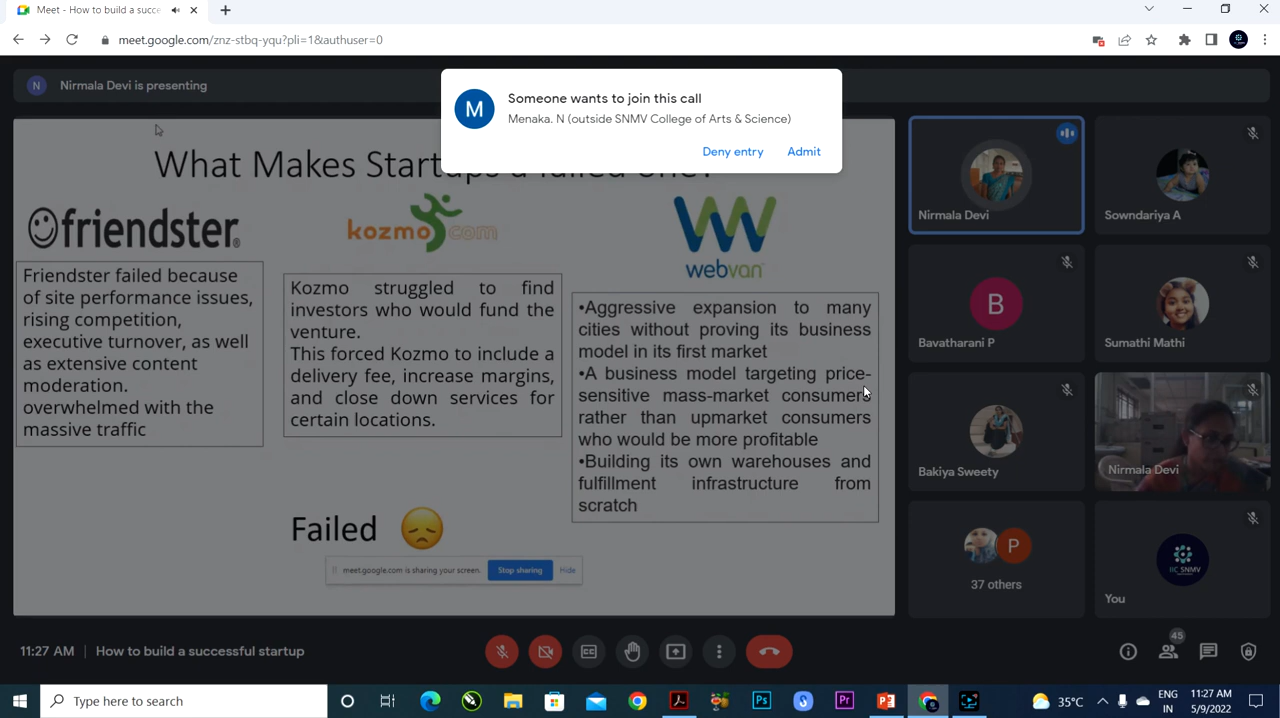 Meet - How to build a succe
meet.google.com/znz-stbq-yqu?pli=1&authuser=0
N
Nirmala Devi is presenting
M
Someone wants to join this call
Menaka. N (outside SNMV College of Arts & Science)
Deny entry
Admit
What Makes Startups a failed one?
friendster®
kozmo.com
webvan
Friendster failed because
of site performance issues,
rising competition,
executive turnover, as well
as extensive content
moderation.
overwhelmed with the
massive traffic
Kozmo struggled to find
investors who would fund the
venture.
This forced Kozmo to include a
delivery fee, increase margins,
and close down services for
certain locations.
•Aggressive expansion to many
cities without proving its business
model in its first market
•A business model targeting price-
sensitive mass-market consumers
rather than upmarket consumers
who would be more profitable
•Building its own warehouses and
fulfillment infrastructure from
scratch
Failed
meet.google.com is sharing your screen.
Stop sharing
Hide
Nirmala Devi
Sowndariya A
B
Bavatharani P
Sumathi Mathi
Bakiya Sweety
Nirmala Devi
P
37 others
IIC SNMV
You
11:27 AM | How to build a successful startup
45
Type here to search
Ps
S
Pr
35°C
ENG
IN
11:27 AM
5/9/2022